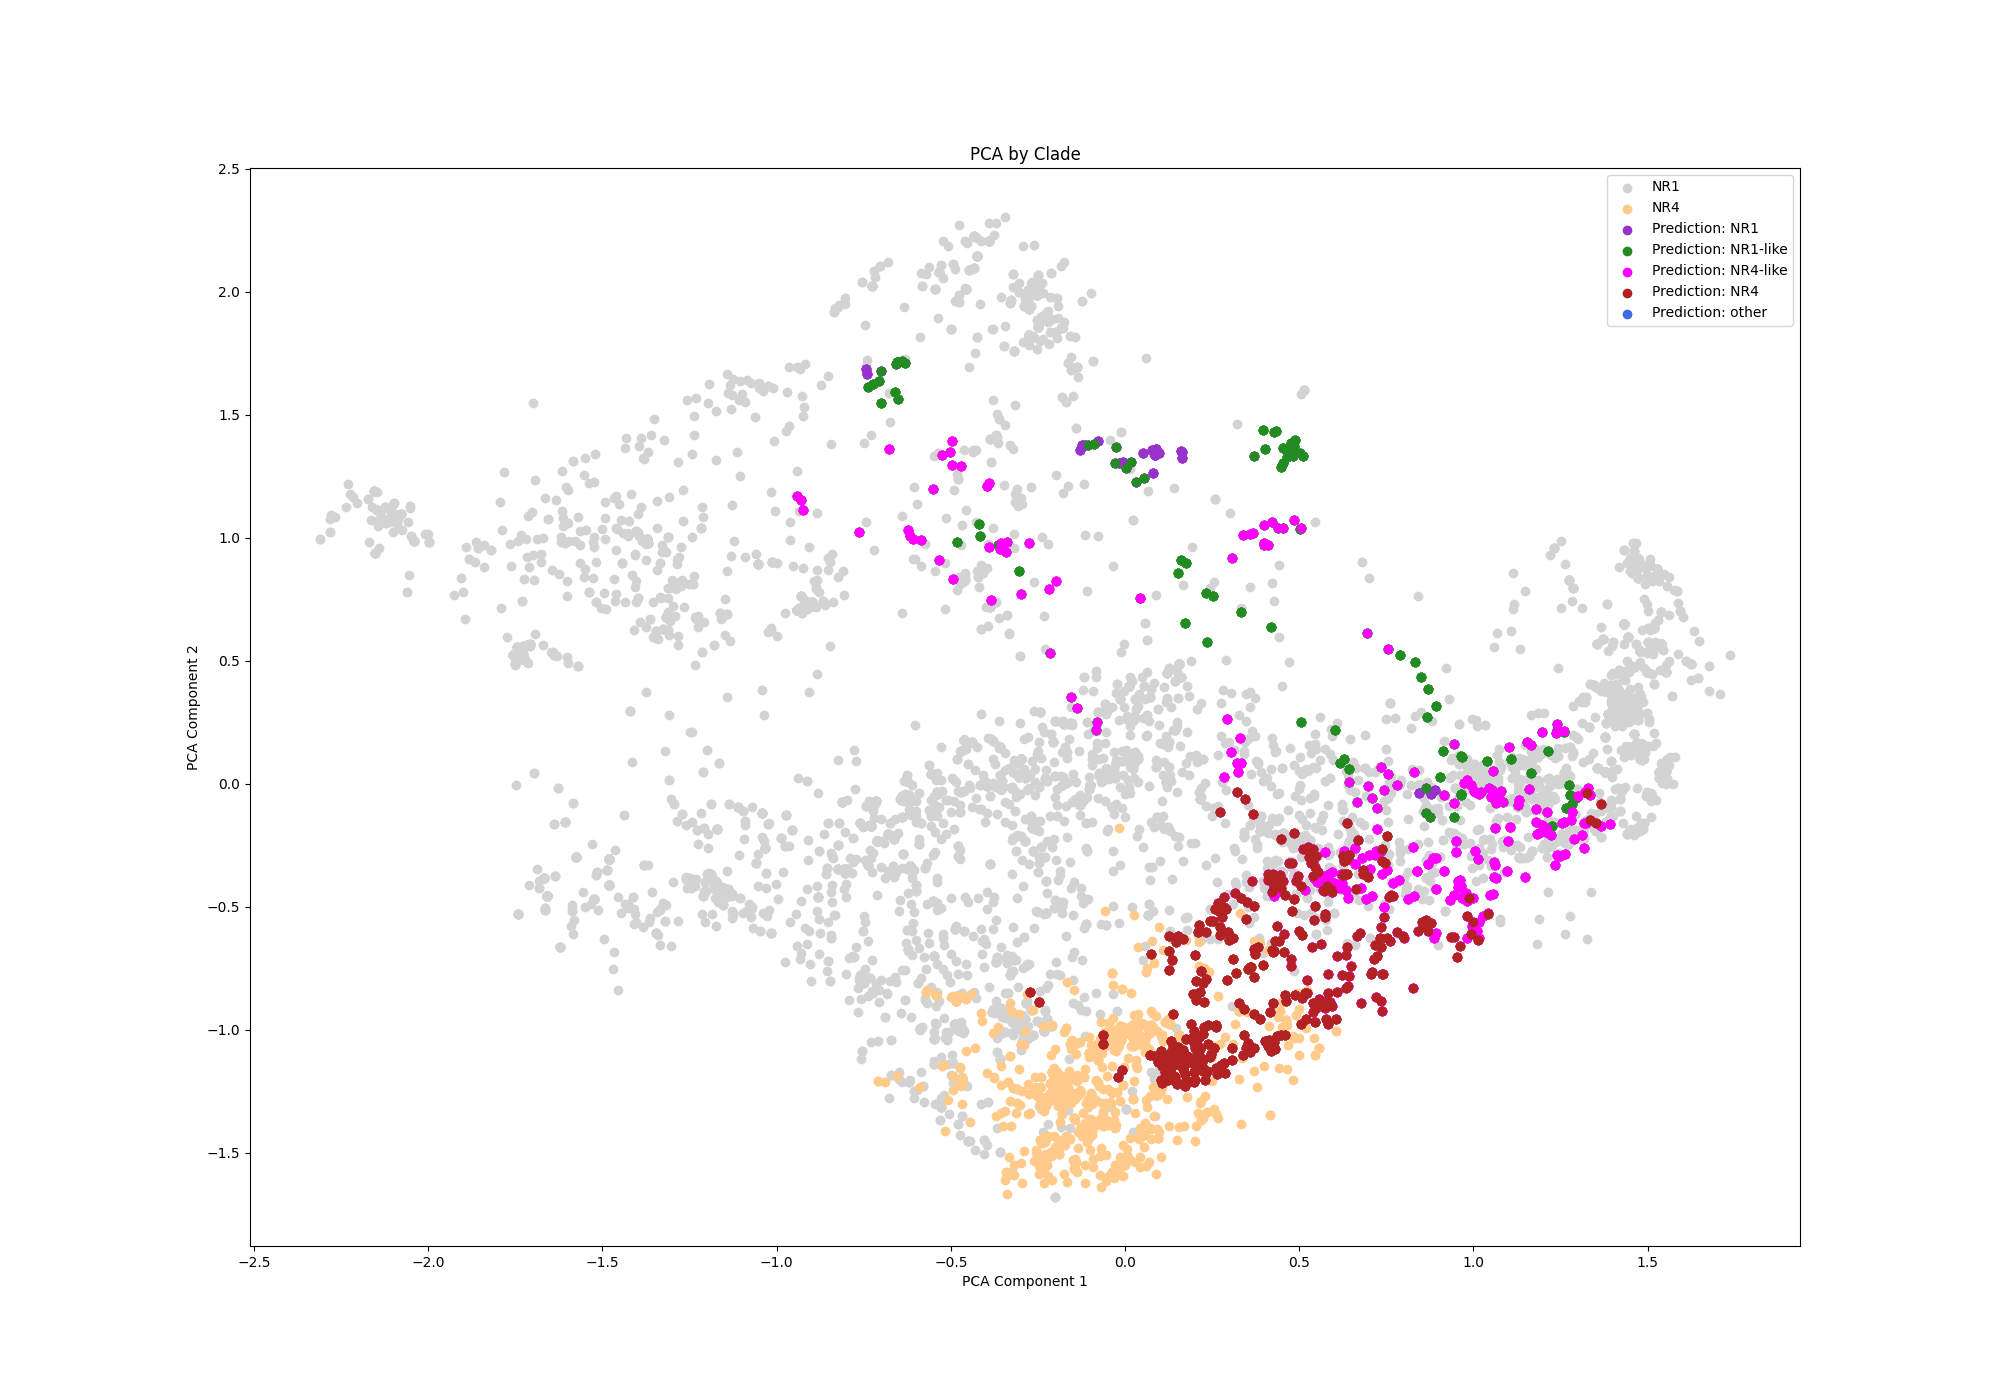 PCA by Clade
2.5
2.0
1.5
1.0
0.5
0.0
−0.5
−1.0
−1.5
PCA Component 2
NR1
NR4
Prediction: NR1
Prediction: NR1-like
Prediction: NR4-like
Prediction: NR4
Prediction: other
−2.5 −2.0 −1.5 −1.0 −0.5 0.0 0.5 1.0 1.5
PCA Component 1